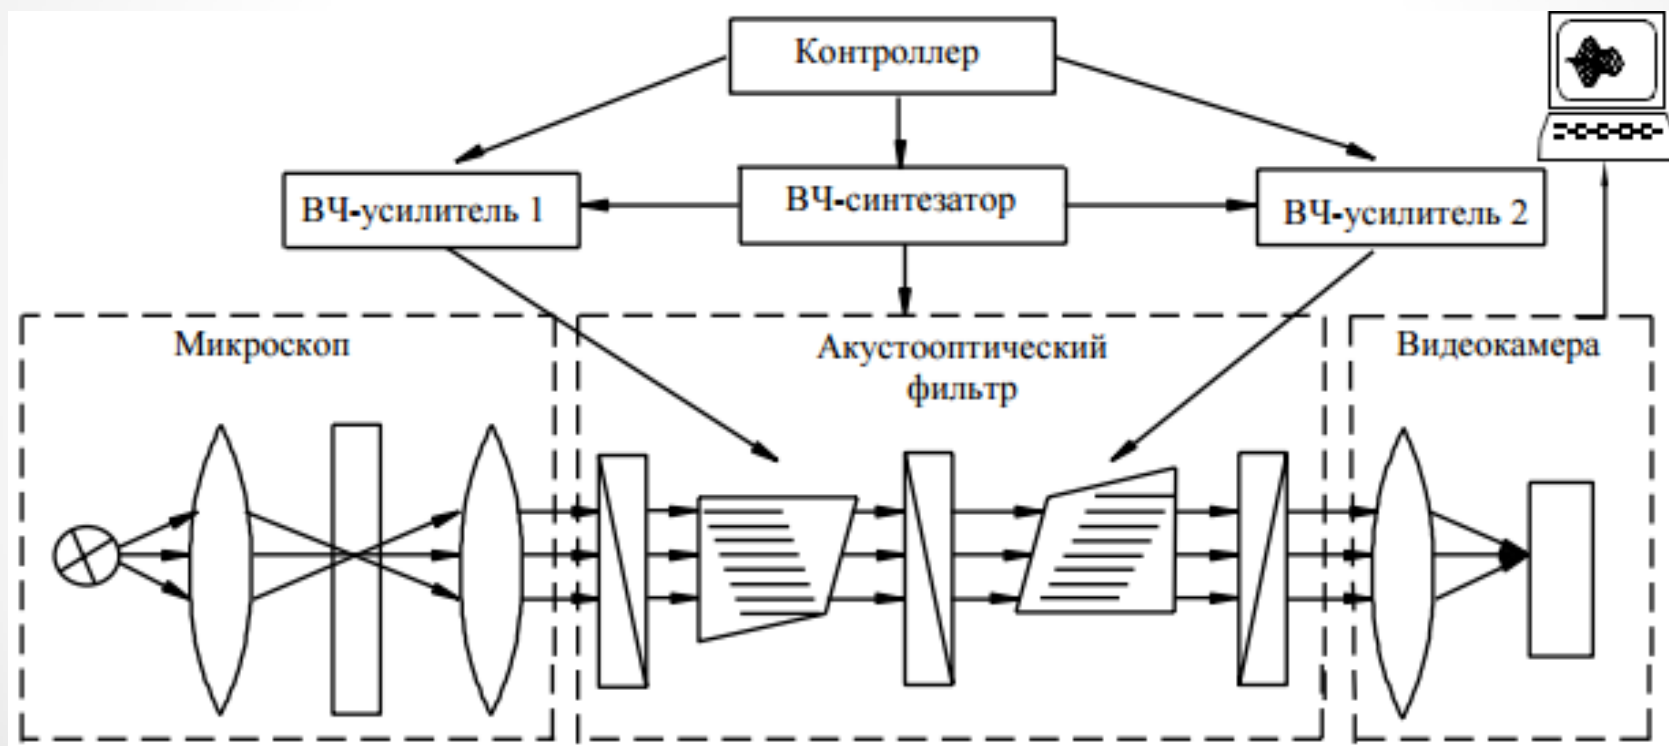 Контроллер
ВЧ-усилитель 1
ВЧ-синтезатор
ВЧ-усилитель 2
Микроскоп
Акустооптический
фильтр
Видеокамера